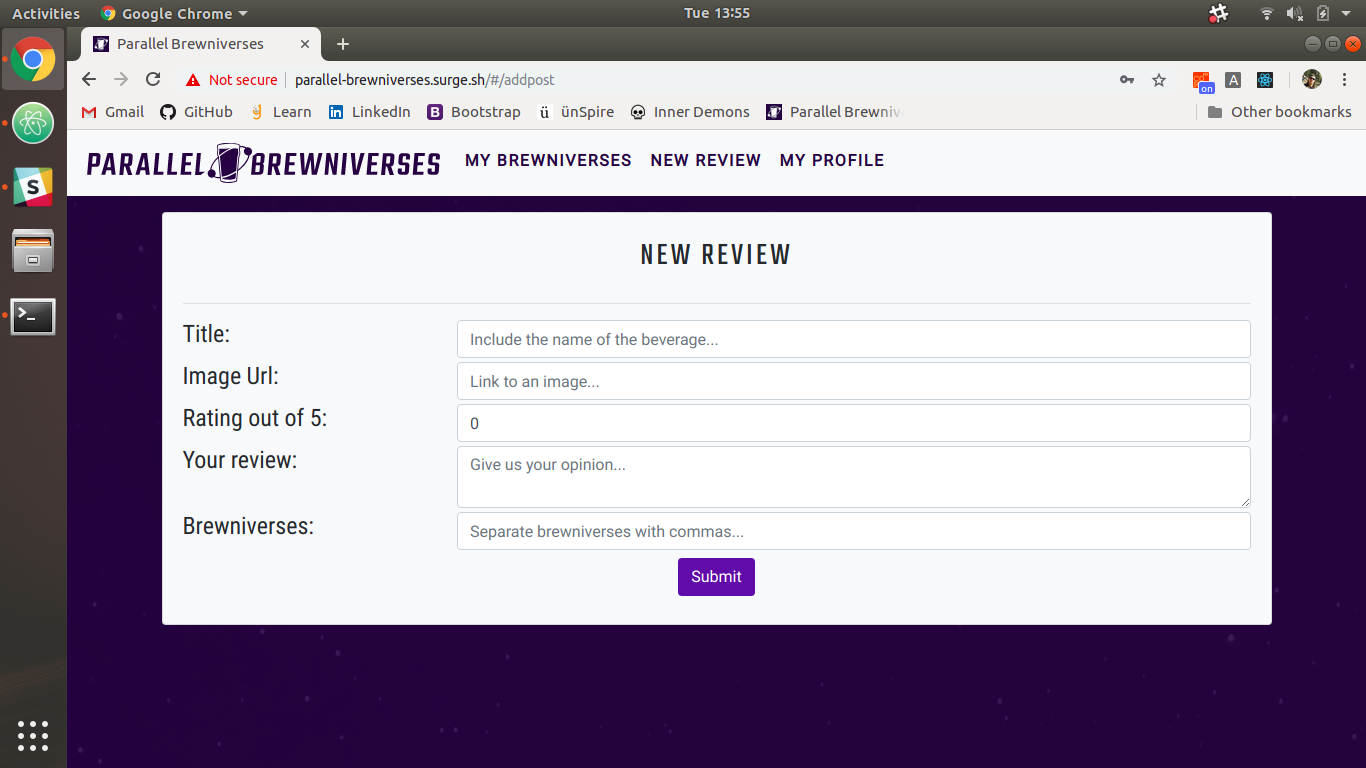 Activities Google Chrome Tue 13:55
Parallel Brewniverses
Not secure parallel-brewniverses.surge.sh/#/addpost
on A
Gmail GitHub Learn LinkedIn B Bootstrap ü ünSpire Inner Demons Parallel Brewniv Other bookmarks
PARALLEL BREWNIVERSES MY BREWNIVERSES NEW REVIEW MY PROFILE
S
NEW REVIEW
Title: Include the name of the beverage...
Image Url: Link to an image...
Rating out of 5: 0
Your review: Give us your opinion...
Brewniverses: Separate brewniverses with commas...
Submit